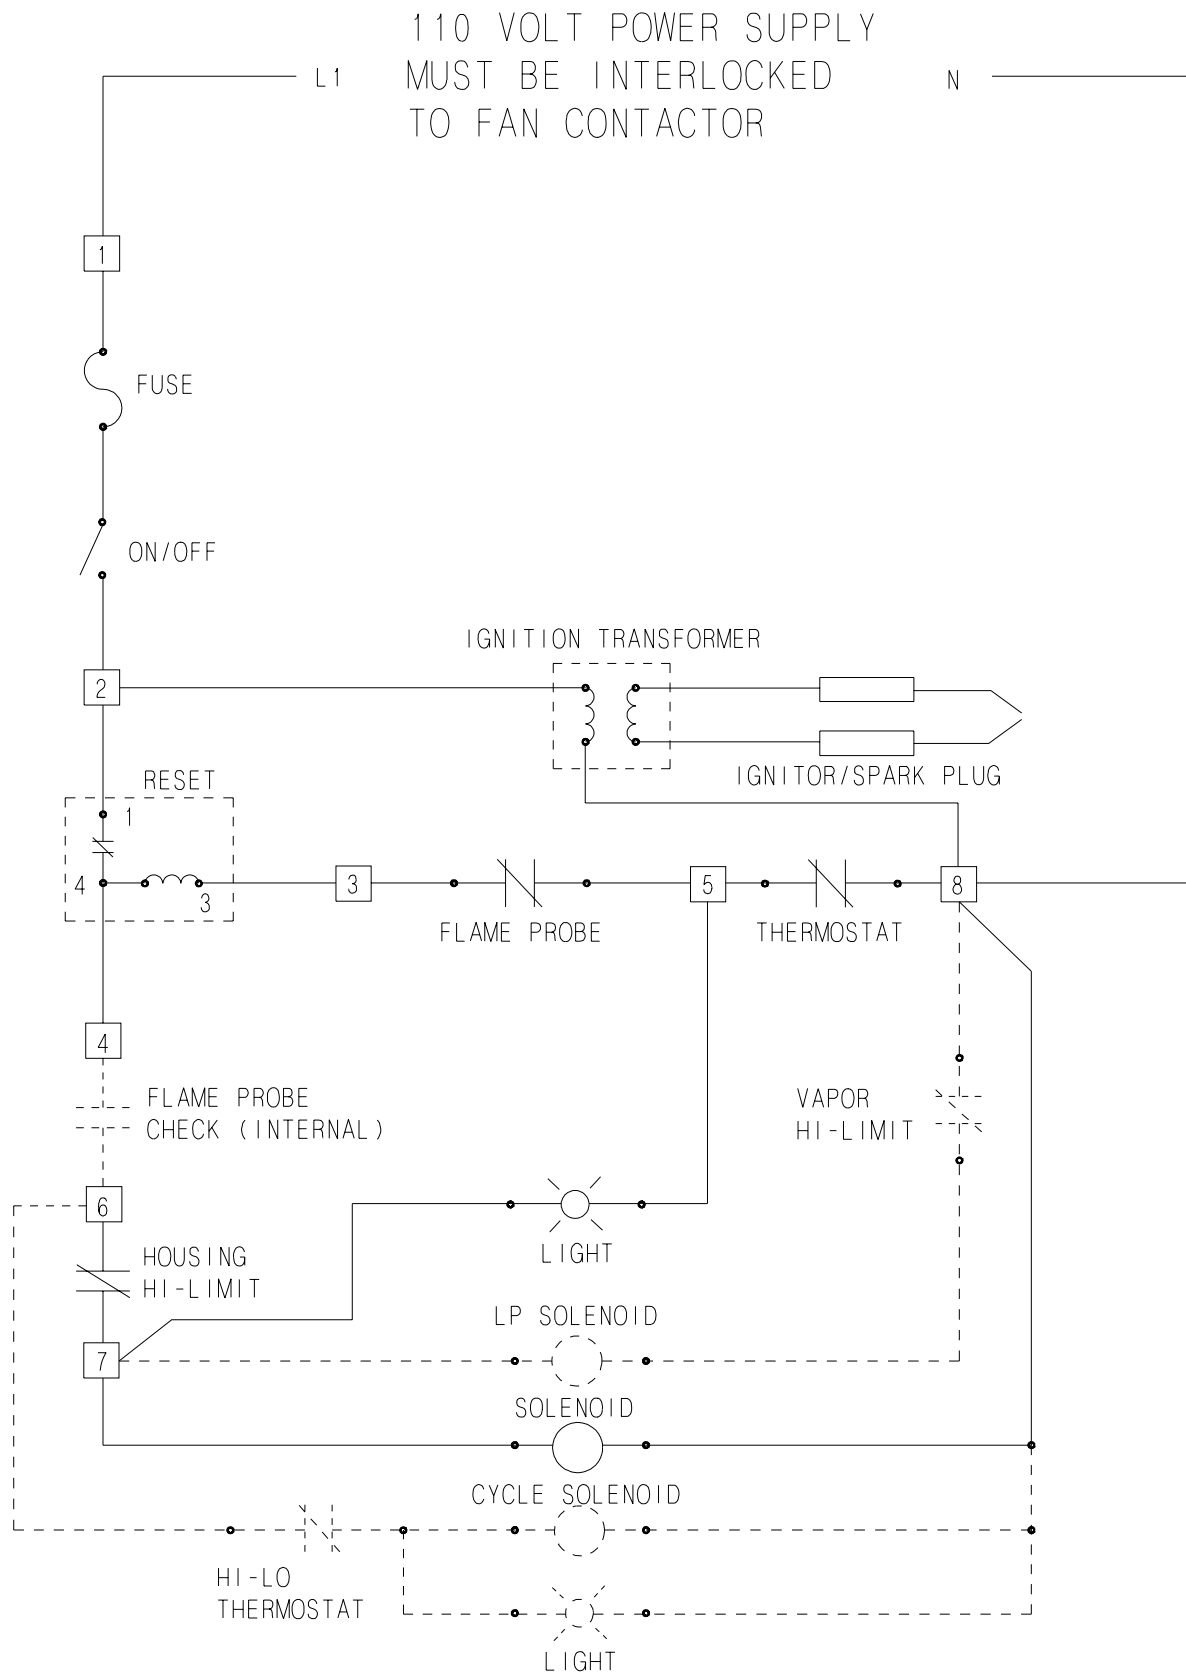 110 VOLT POWER SUPPLY
L1 MUST BE INTERLOCKED N
TO FAN CONTACTOR
1
FUSE
ON/OFF
IGNITION TRANSFORMER
2
IGNITOR/SPARK PLUG
RESET
1
4
3
3
5
8
FLAME PROBE
THERMOSTAT
4
FLAME PROBE
CHECK (INTERNAL)
VAPOR
HI-LIMIT
6
LIGHT
HOUSING
HI-LIMIT
LP SOLENOID
7
SOLENOID
CYCLE SOLENOID
HI-LO
THERMOSTAT
LIGHT